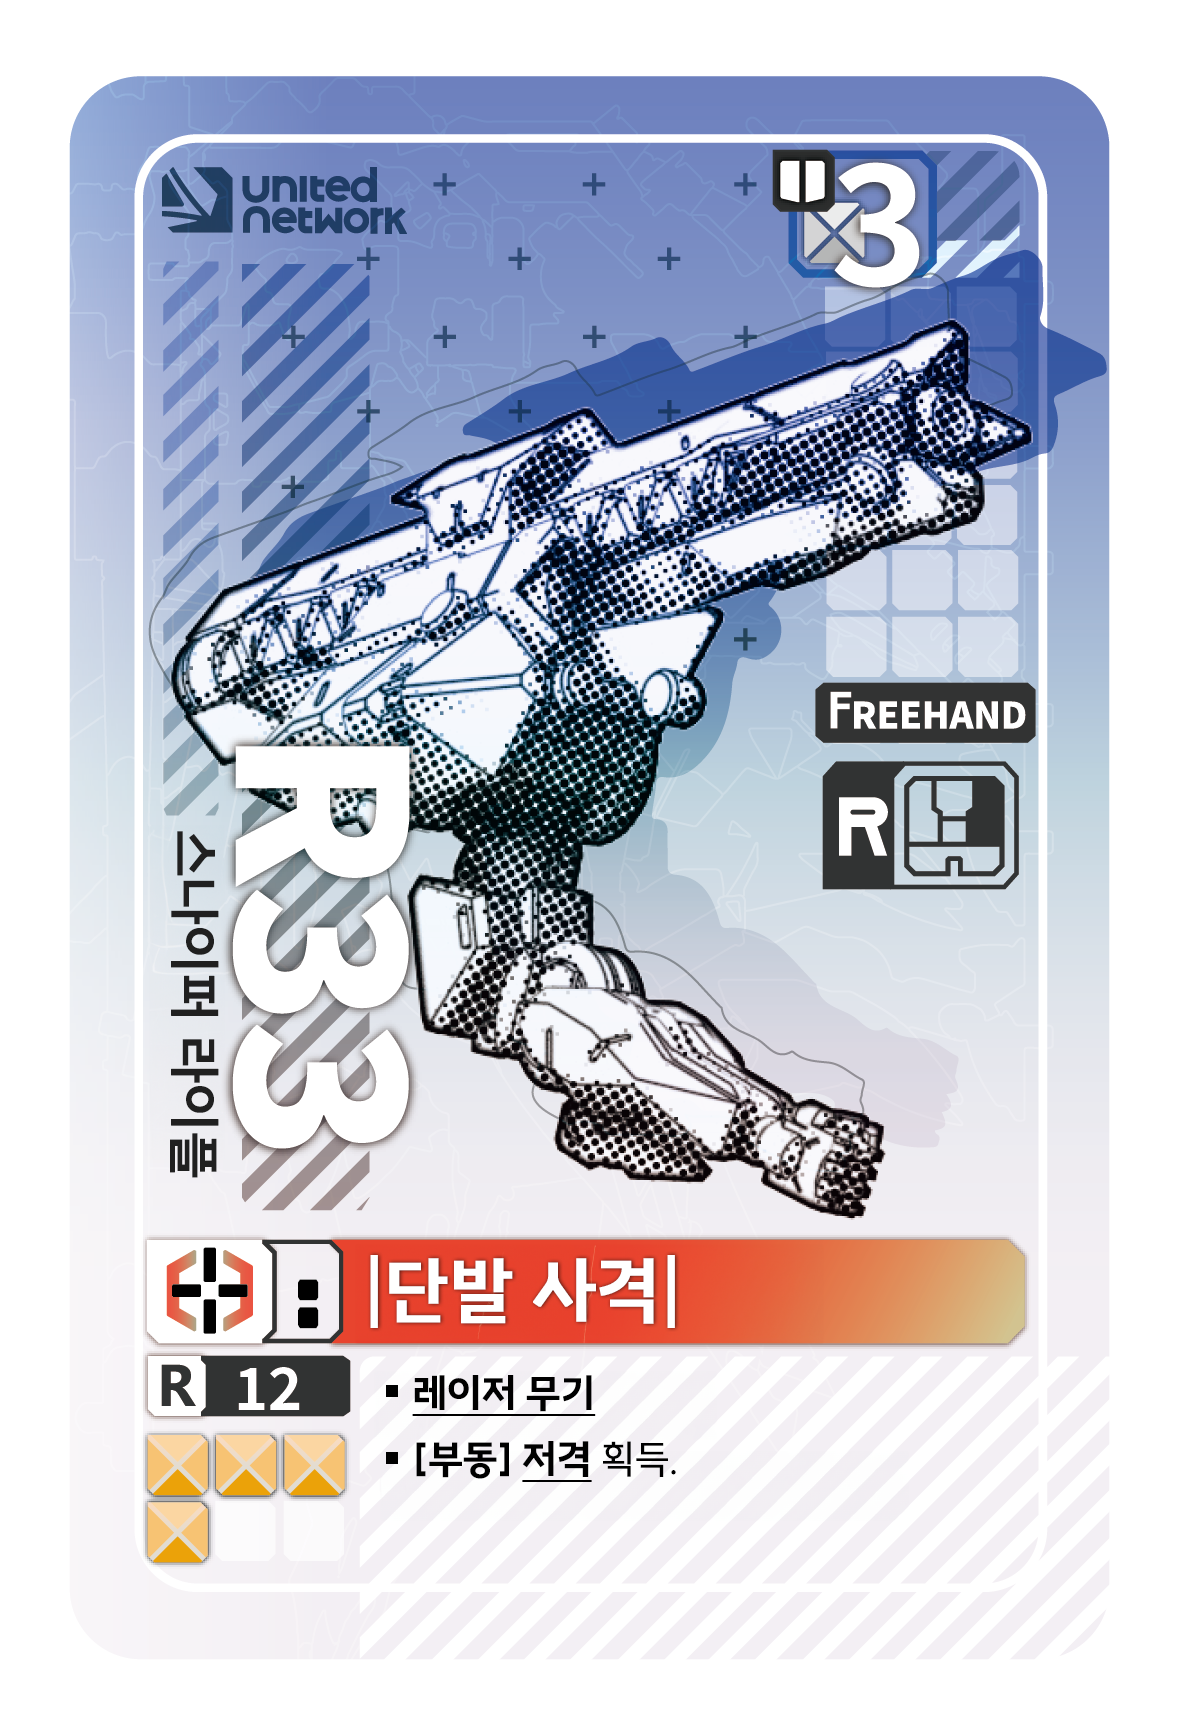 UNITED
NETWORK
3
FREEHAND
R
R33
스나이퍼 라이플
|단발 사격|
R 12
▪ 레이저 무기
▪ [부동] 저격 획득.